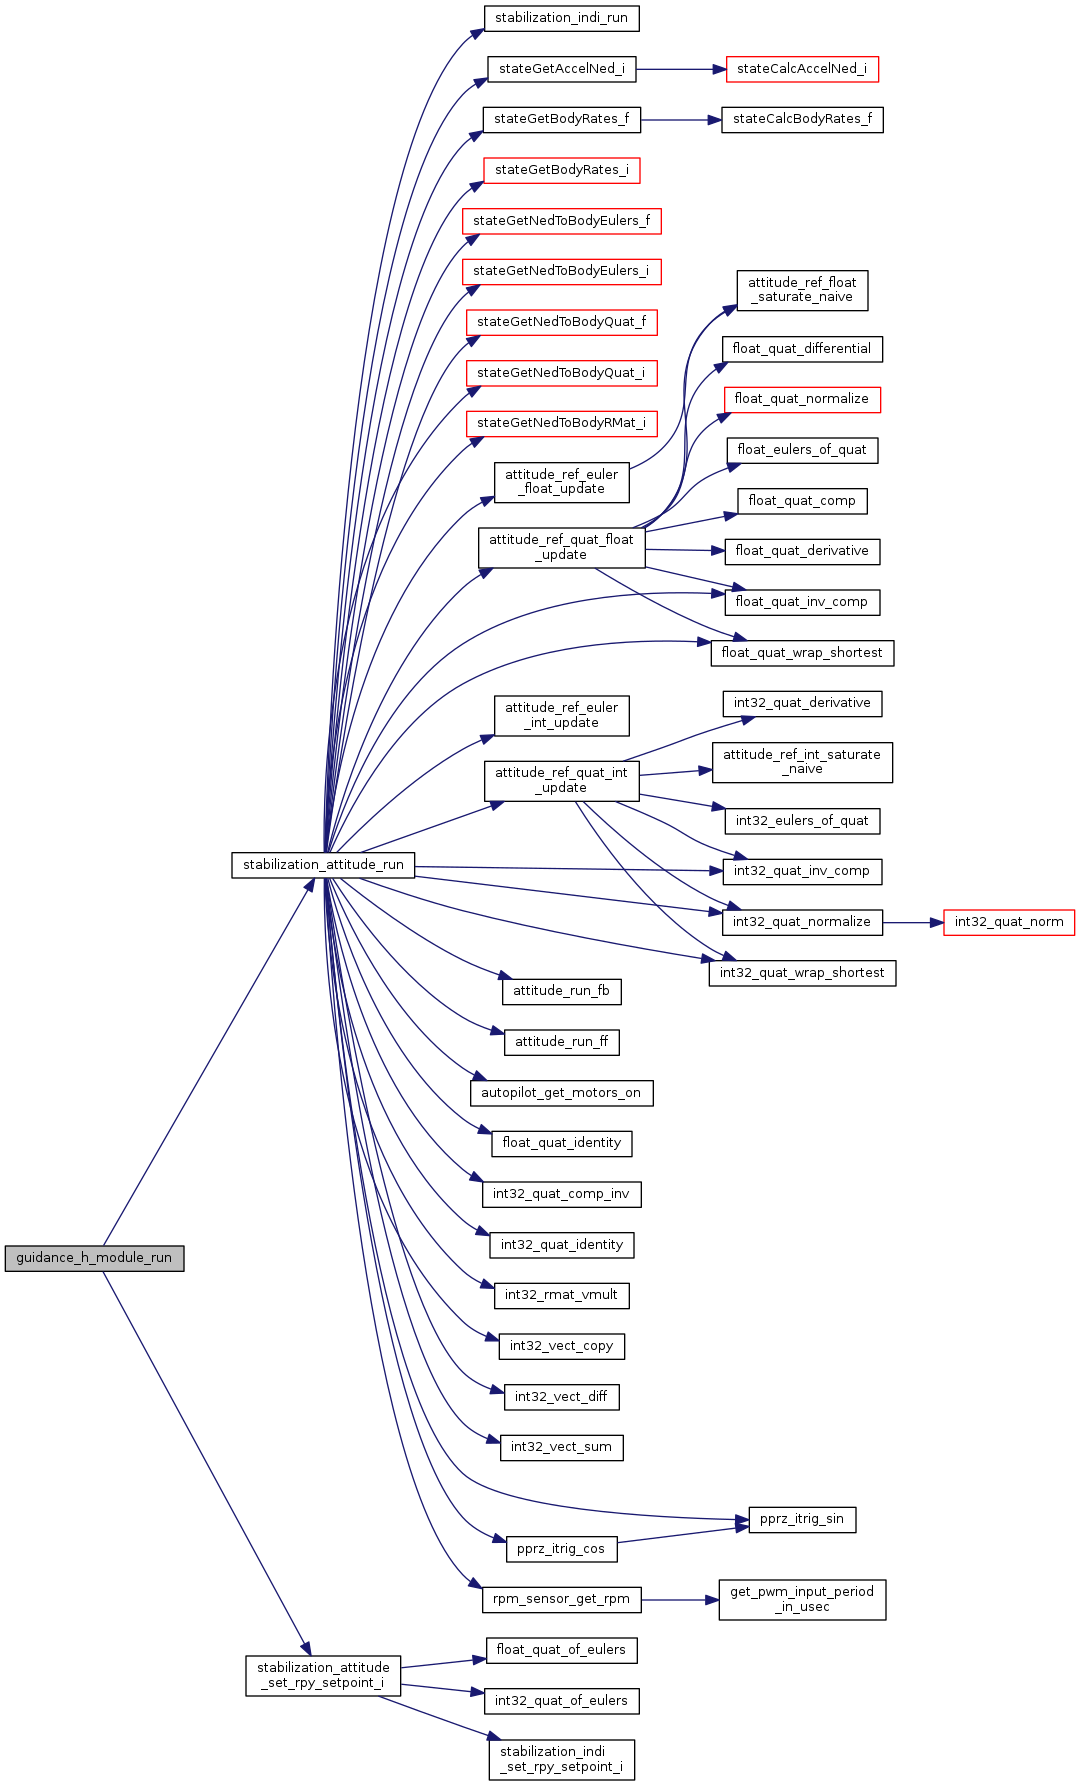 stabilization_indi_run
stateGetAccelNed_i
stateCalcAccelNed_i
stateGetBodyRates_f
stateCalcBodyRates_f
stateGetBodyRates_i
stateGetNedToBodyEulers_f
stateGetNedToBodyEulers_i
attitude_ref_float
_saturate_naive
stateGetNedToBodyQuat_f
float_quat_differential
stateGetNedToBodyQuat_i
float_quat_normalize
stateGetNedToBodyRMat_i
float_eulers_of_quat
attitude_ref_euler
_float_update
float_quat_comp
attitude_ref_quat_float
_update
float_quat_derivative
float_quat_inv_comp
float_quat_wrap_shortest
int32_quat_derivative
attitude_ref_euler
_int_update
attitude_ref_int_saturate
_naive
attitude_ref_quat_int
_update
int32_eulers_of_quat
stabilization_attitude_run
int32_quat_inv_comp
int32_quat_normalize
int32_quat_norm
int32_quat_wrap_shortest
attitude_run_fb
attitude_run_ff
autopilot_get_motors_on
float_quat_identity
int32_quat_comp_inv
int32_quat_identity
guidance_h_module_run
int32_rmat_vmult
int32_vect_copy
int32_vect_diff
int32_vect_sum
pprz_itrig_sin
pprz_itrig_cos
rpm_sensor_get_rpm
get_pwm_input_period
_in_usec
float_quat_of_eulers
stabilization_attitude
_set_rpy_setpoint_i
int32_quat_of_eulers
stabilization_indi
_set_rpy_setpoint_i